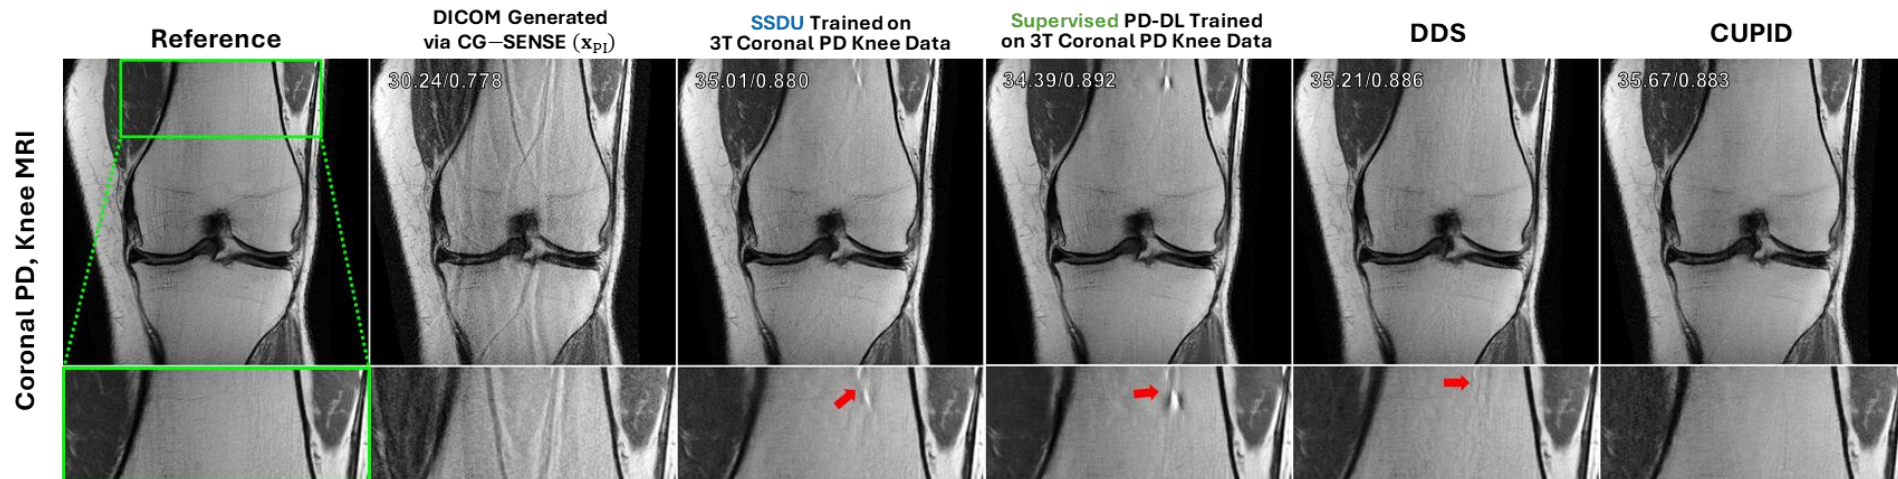 Reference
DICOM Generated
via CG−SENSE (x_PI)
SSDU Trained on
3T Coronal PD Knee Data
Supervised PD-DL Trained
on 3T Coronal PD Knee Data
DDS
CUPID
Coronal PD, Knee MRI
30.24/0.778
35.01/0.880
34.39/0.892
35.21/0.886
35.67/0.883